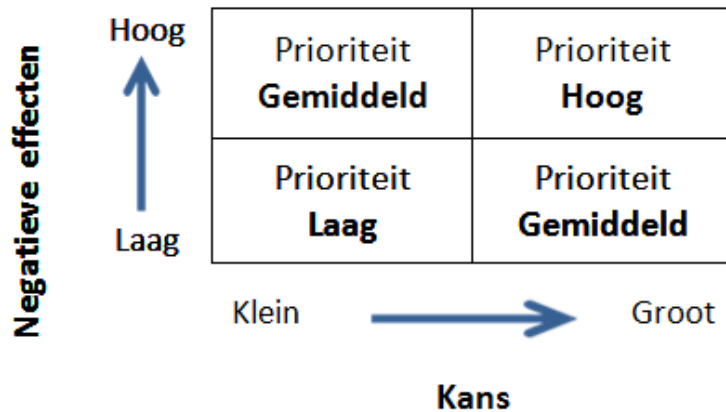 Negatieve effecten
Hoog
Laag
Prioriteit
Gemiddeld
Prioriteit
Hoog
Prioriteit
Laag
Prioriteit
Gemiddeld
Klein
Groot
Kans